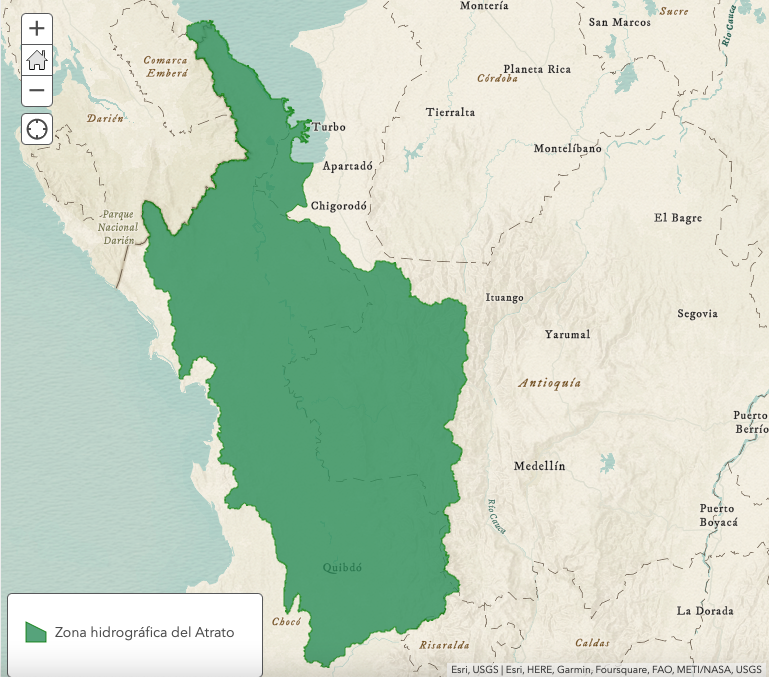 Montería
San Marcos
Sucre
Río Cauca
Comarca
Emberá
Planeta Rica
Córdoba
Darién
Tierralta
Turbo
Montelíbano
Apartadó
Chigorodó
Parque
Nacional
Darién
El Bagre
Ituango
Segovia
Yarumal
Antioquía
Puerto
Berrío
Medellín
Río Cauca
Puerto
Boyacá
Quibdó
La Dorada
Chocó
Zona hidrográfica del Atrato
Risaralda
Caldas
Esri, USGS | Esri, HERE, Garmin, Foursquare, FAO, METI/NASA, USGS